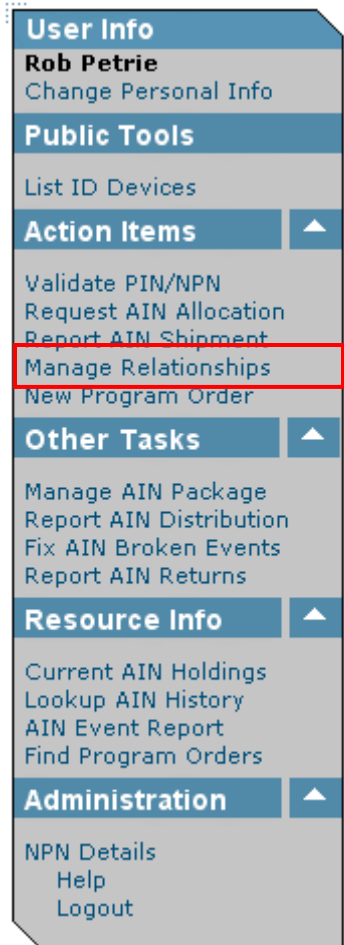 User Info
Rob Petrie
Change Personal Info
Public Tools
List ID Devices
Action Items
Validate PIN/NPN
Request AIN Allocation
Report AIN Shipment
Manage Relationships
New Program Order
Other Tasks
Manage AIN Package
Report AIN Distribution
Fix AIN Broken Events
Report AIN Returns
Resource Info
Current AIN Holdings
Lookup AIN History
AIN Event Report
Find Program Orders
Administration
NPN Details
Help
Logout